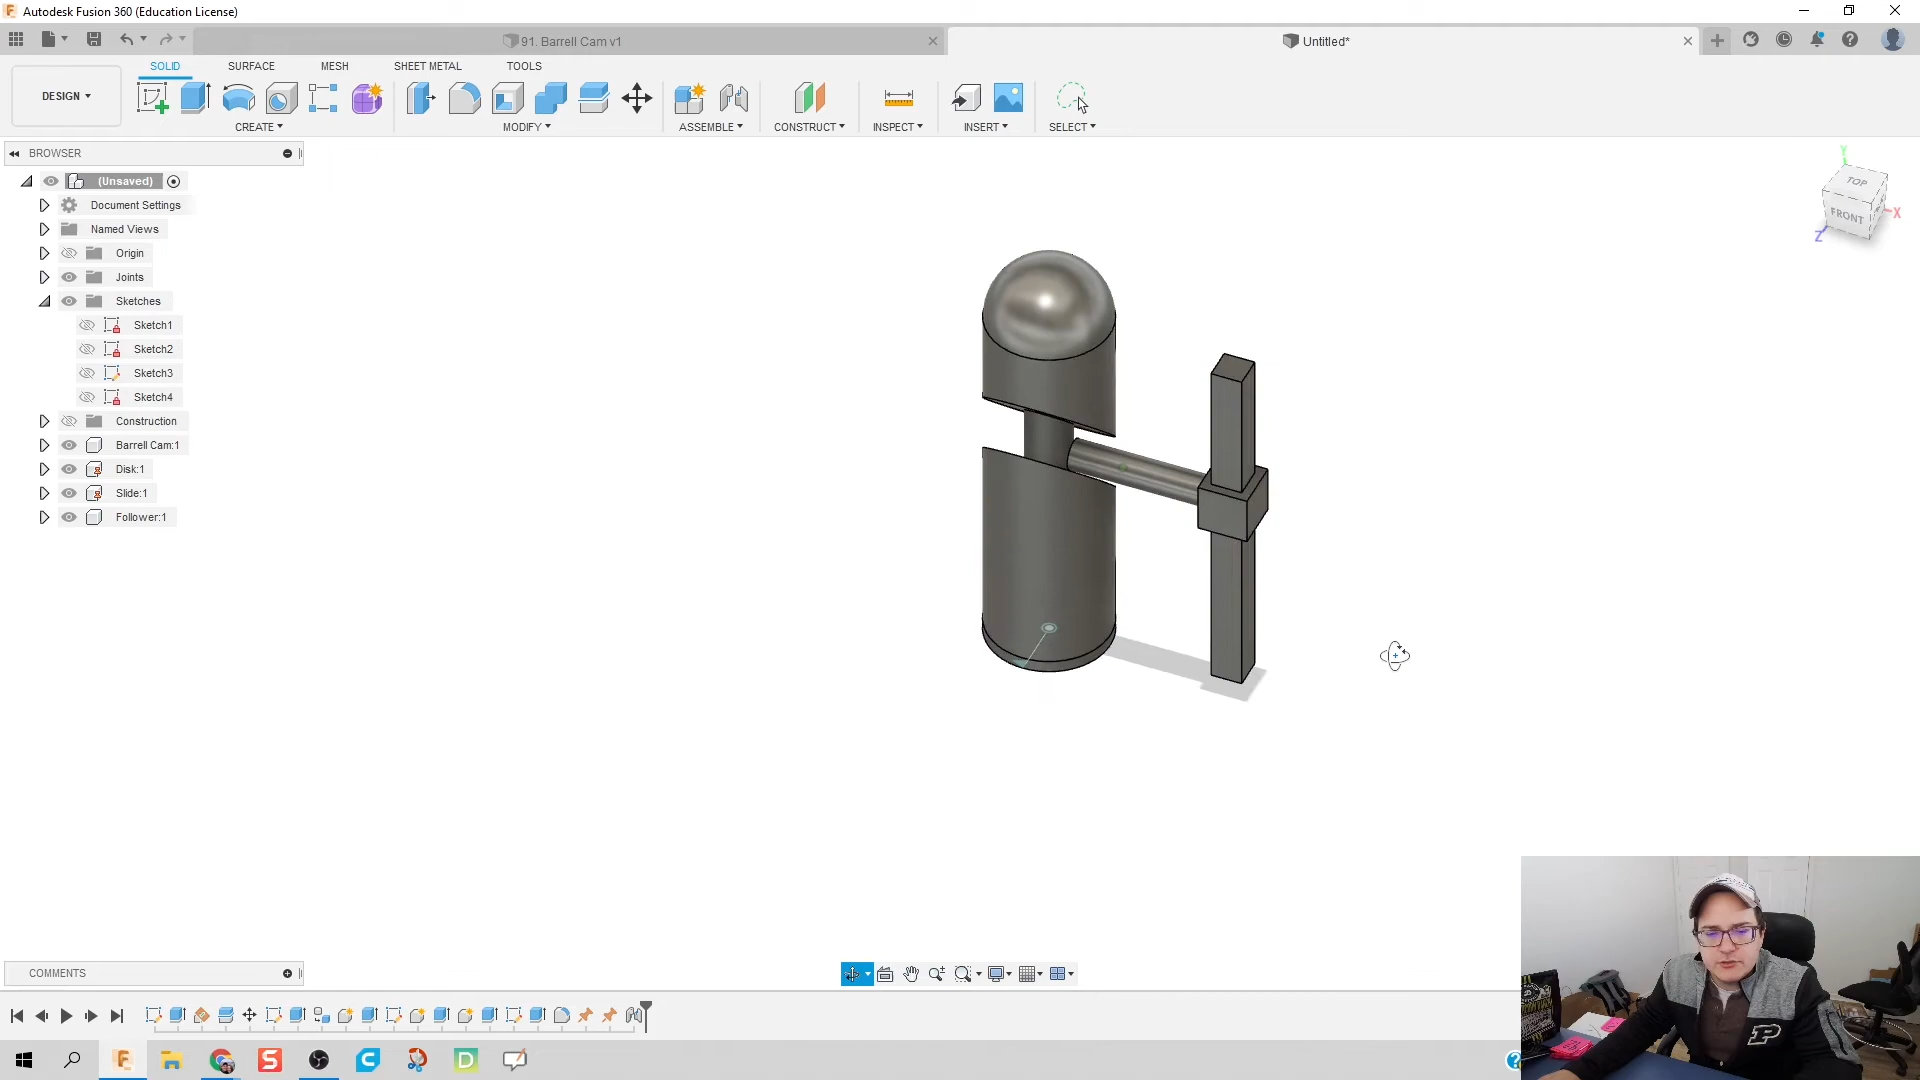 Autodesk Fusion 360 (Education License)
91. Barrell Cam v1
Untitled*
DESIGN
SOLID
SURFACE
MESH
SHEET METAL
TOOLS
CREATE
MODIFY
ASSEMBLE
CONSTRUCT
INSPECT
INSERT
SELECT
BROWSER
(Unsaved)
Document Settings
Named Views
Origin
Joints
Sketches
Sketch1
Sketch2
Sketch3
Sketch4
Construction
Barrell Cam:1
Disk:1
Slide:1
Follower:1
Y
TOP
FRONT
X
Z
COMMENTS